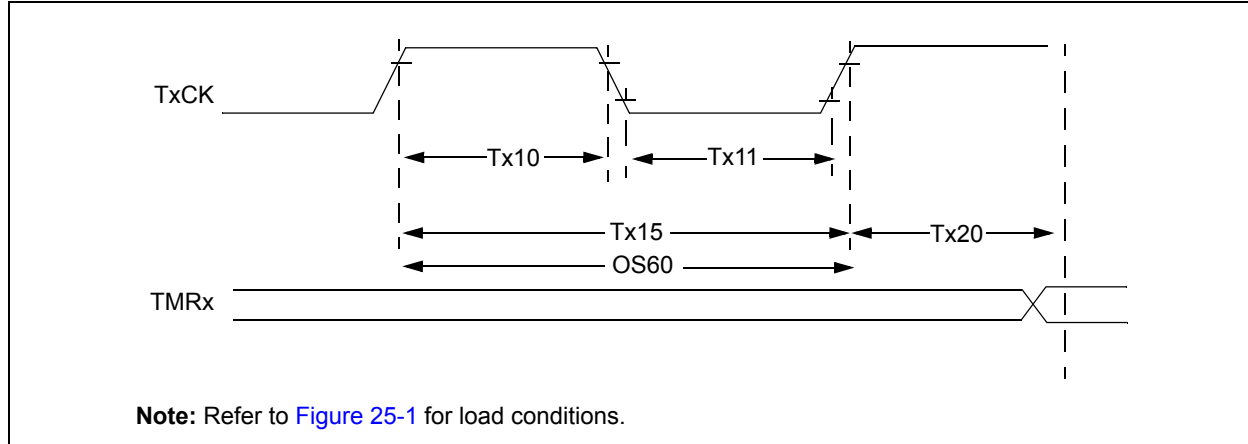 TxCK
Tx10
Tx11
Tx15
Tx20
OS60
TMRx
Note: Refer to Figure 25-1 for load conditions.